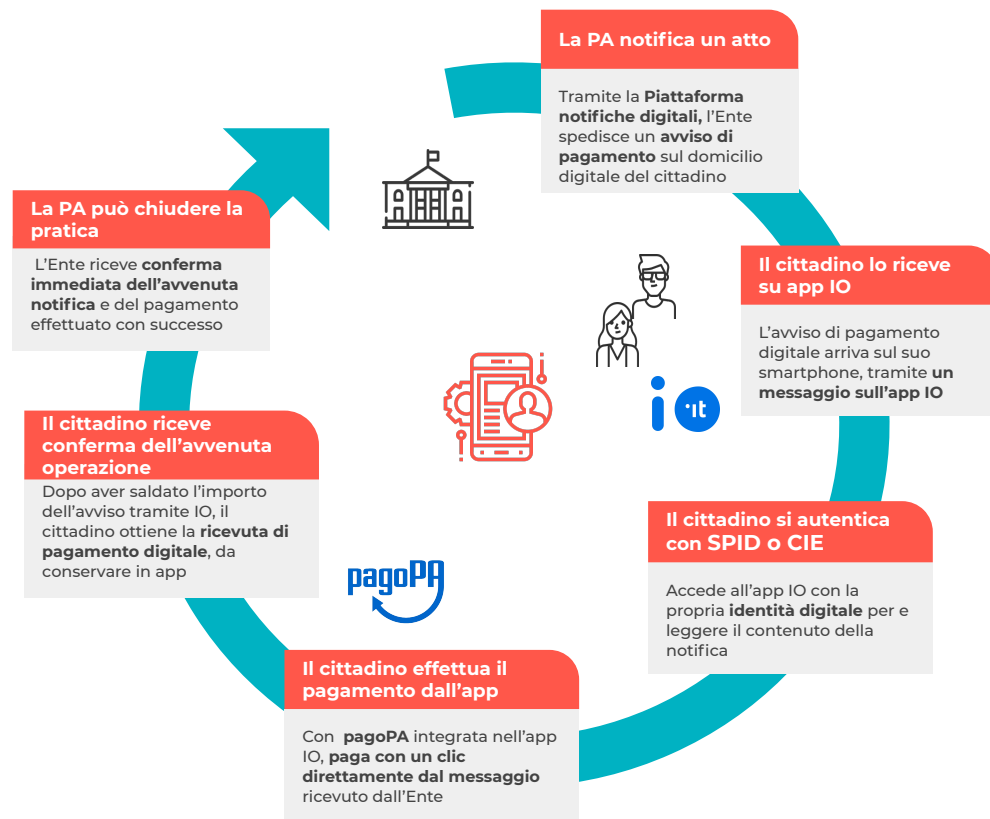 La PA notifica un atto
Tramite la Piattaforma
notifiche digitali, l'Ente
spedisce un avviso di
pagamento sul domicilio
digitale del cittadino
Il cittadino lo riceve
su app IO
L'avviso di pagamento
digitale arriva sul suo
smartphone, tramite un
messaggio sull'app IO
io
.it
Il cittadino si autentica
con SPID o CIE
Accede all'app IO con la
propria identità digitale per e
leggere il contenuto della
notifica
Il cittadino effettua il
pagamento dall'app
Con pagoPA integrata nell'app
IO, paga con un clic
direttamente dal messaggio
ricevuto dall'Ente
pagoPA
Il cittadino riceve
conferma dell'avvenuta
operazione
Dopo aver saldato l'importo
dell'avviso tramite IO, il
cittadino ottiene la ricevuta di
pagamento digitale, da
conservare in app
La PA può chiudere la
pratica
L'Ente riceve conferma
immediata dell'avvenuta
notifica e del pagamento
effettuato con successo